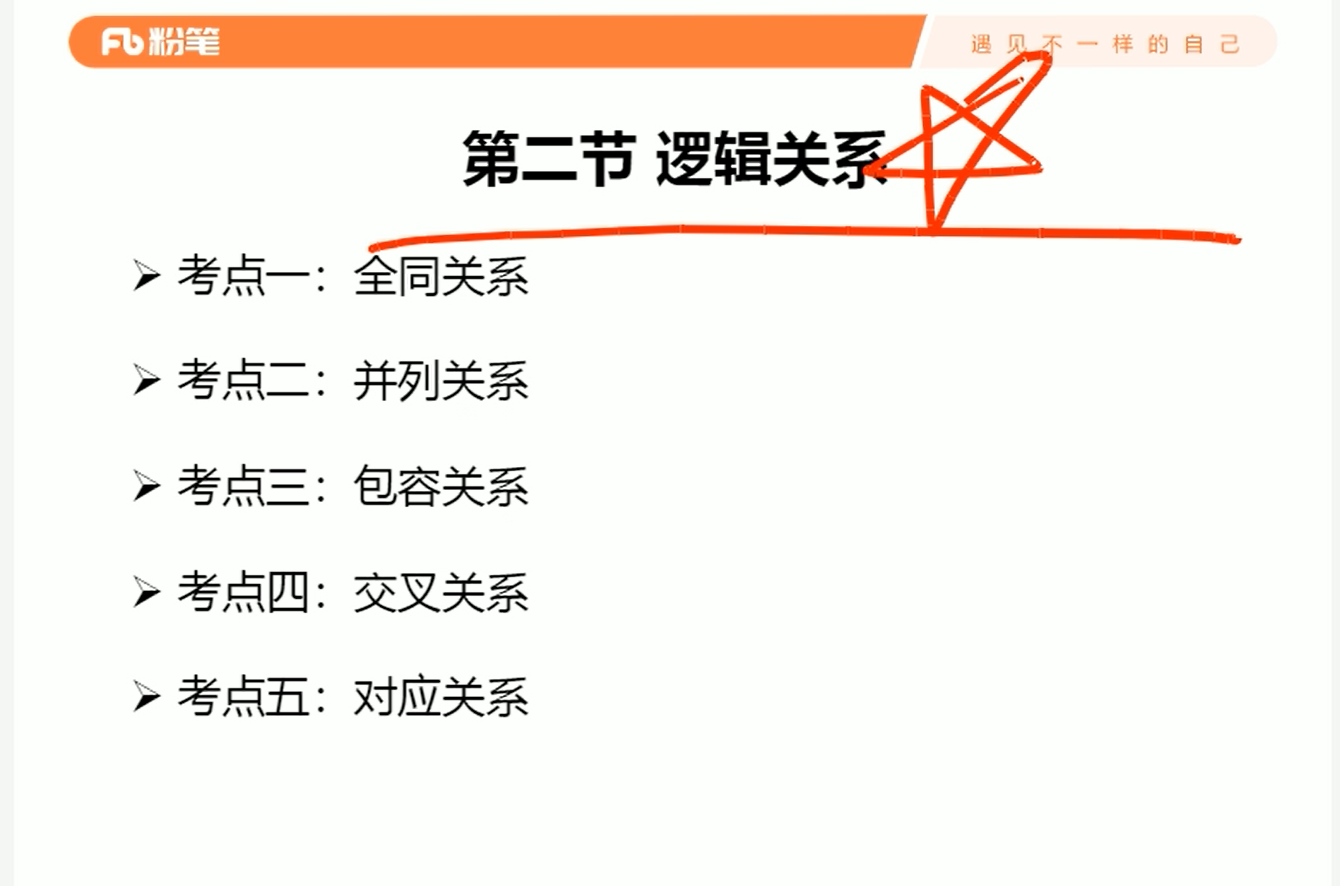 Fb粉笔
遇见不一样的自己
第二节 逻辑关系
考点一：全同关系
考点二：并列关系
考点三：包容关系
考点四：交叉关系
考点五：对应关系